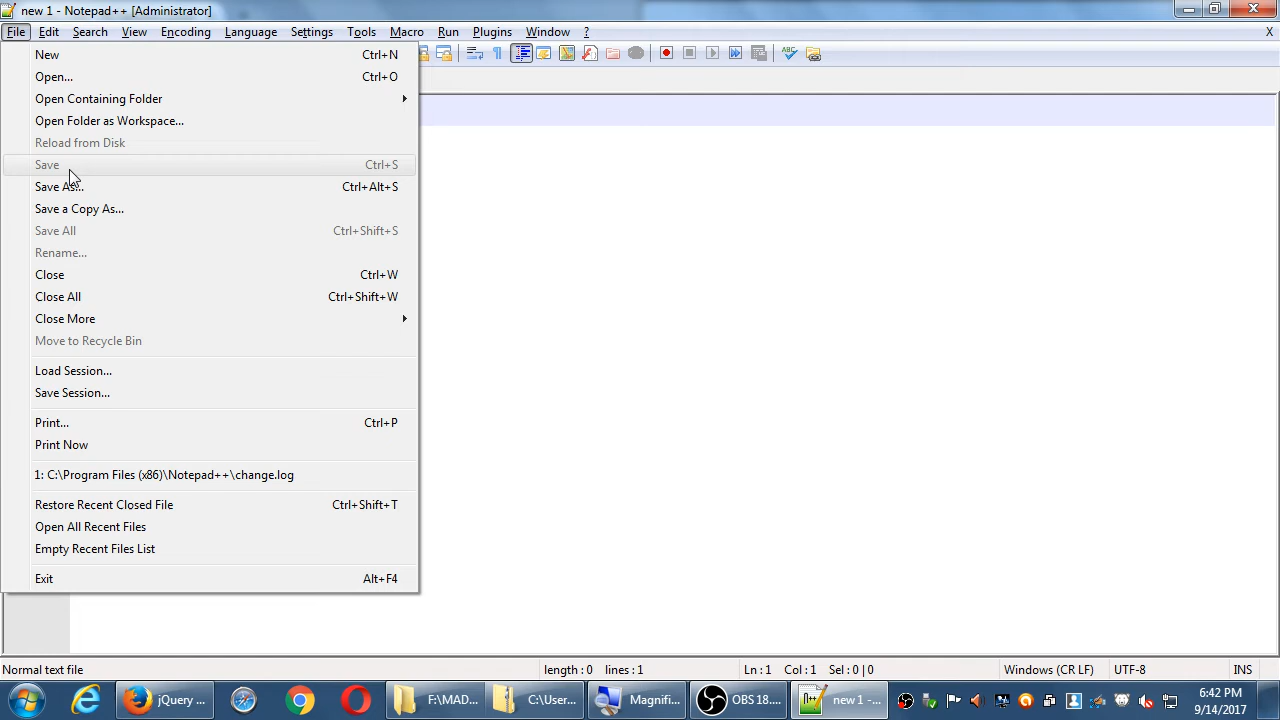 new 1 - Notepad++ [Administrator]
File Edit Search View Encoding Language Settings Tools Macro Run Plugins Window ? X
New Ctrl+N
Open... Ctrl+O
Open Containing Folder
Open Folder as Workspace...
Reload from Disk
Save Ctrl+S
Save As... Ctrl+Alt+S
Save a Copy As...
Save All Ctrl+Shift+S
Rename...
Close Ctrl+W
Close All Ctrl+Shift+W
Close More
Move to Recycle Bin
Load Session...
Save Session...
Print... Ctrl+P
Print Now
1: C:\Program Files (x86)\Notepad++\change.log
Restore Recent Closed File Ctrl+Shift+T
Open All Recent Files
Empty Recent Files List
Exit Alt+F4
Normal text file length : 0 lines : 1 Ln : 1 Col : 1 Sel : 0 | 0 Windows (CR LF) UTF-8 INS
jQuery ... F:\MAD... C:\User... Magnifi... OBS 18.... new 1 -... 6:42 PM
9/14/2017